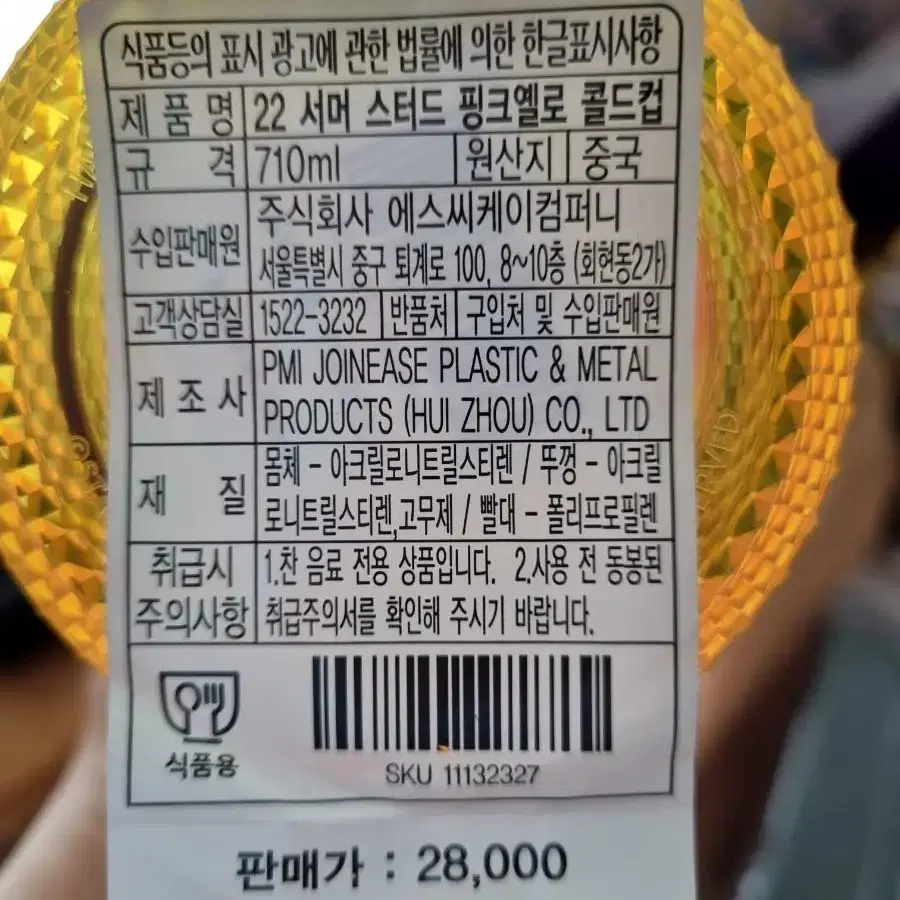 식품등의 표시 광고에 관한 법률에 의한 한글표시사항
제 품 명 22 서머 스터드 핑크옐로 콜드컵
규 격 710ml 원산지 중국
수입판매원 주식회사 에스씨케이컴퍼니
서울특별시 중구 퇴계로 100, 8~10층 (회현동2가)
고객상담실 1522-3232 반품처 구입처 및 수입판매원
제 조 사 PMI JOINEASE PLASTIC & METAL
PRODUCTS (HUI ZHOU) CO., LTD
재 질 몸체 - 아크릴로니트릴스티렌 / 뚜껑 - 아크릴
로니트릴스티렌,고무제 / 빨대 - 폴리프로필렌
취급시 1.찬 음료 전용 상품입니다. 2.사용 전 동봉된
주의사항 취급주의서를 확인해 주시기 바랍니다.
식품용
SKU 11132327
판매가 : 28,000